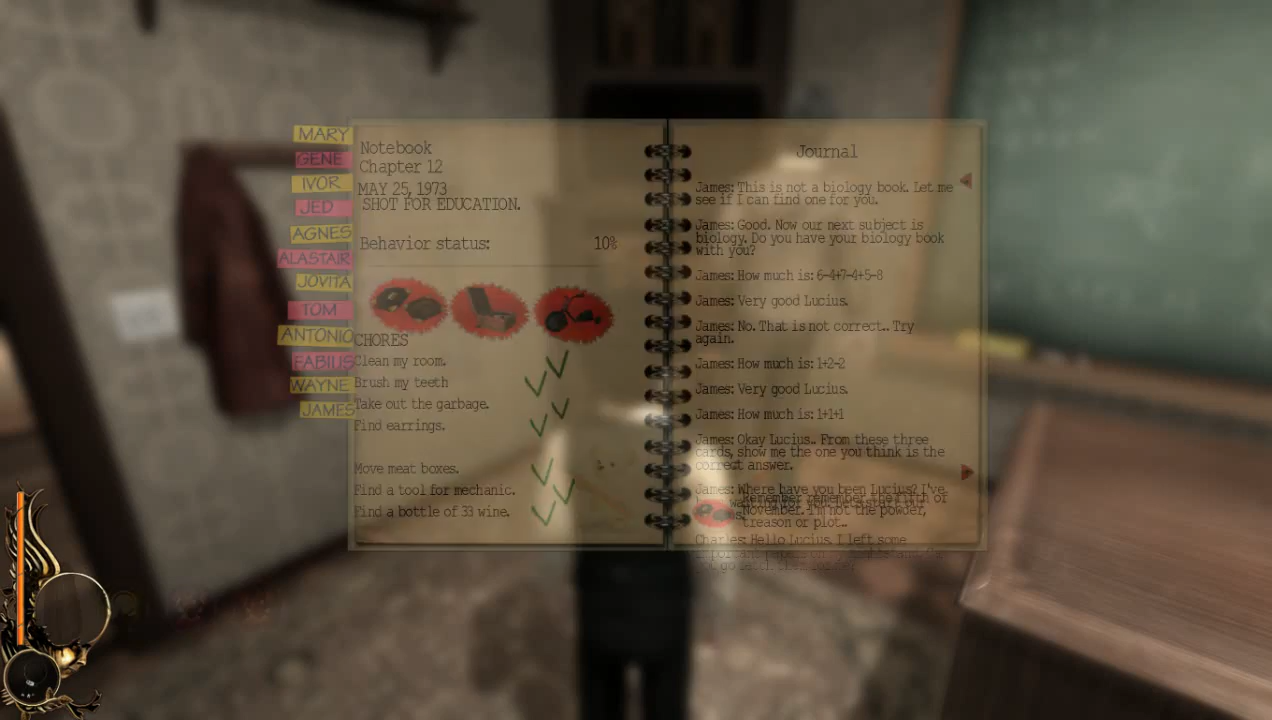 MARY
GENE
IVOR
JED
AGNES
ALASTAIR
JOVITA
TOM
ANTONIO
FABIUS
WAYNE
JAMES
Notebook
Chapter 12
MAY 25, 1973
SHOT FOR EDUCATION.
Behavior status: 10%
CHORES
Clean my room.
Brush my teeth
Take out the garbage.
Find earrings.
Move meat boxes.
Find a tool for mechanic.
Find a bottle of 33 wine.
Journal
James: This is not a biology book. Let me
see if I can find one for you.
James: Good. Now our next subject is
biology. Do you have your biology book
with you?
James: How much is: 6-4+7-4+5-8
James: Very good Lucius.
James: No. That is not correct.. Try
again.
James: How much is: 1+2-2
James: Very good Lucius.
James: How much is: 1+1+1
James: Okay Lucius.. From these three
cards, show me the one you think is the
correct answer.
James: Where have you been Lucius? I've
Remember remember the fifth of
November. I'm not the powder,
treason or plot..
Charles: Hello Lucius. I left some